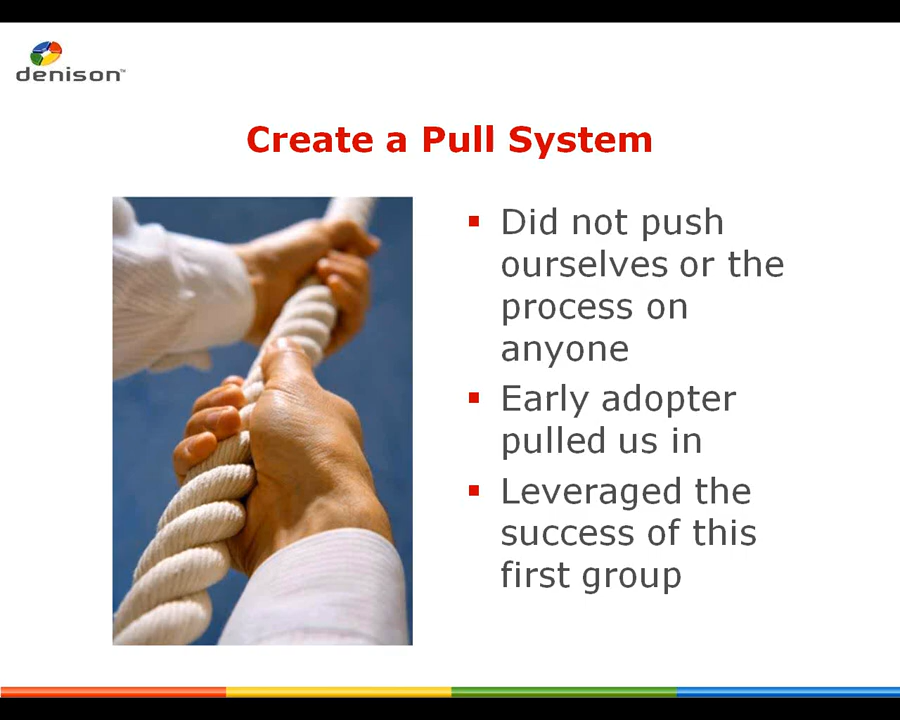 denison™
Create a Pull System
▪ Did not push
ourselves or the
process on
anyone
▪ Early adopter
pulled us in
▪ Leveraged the
success of this
first group